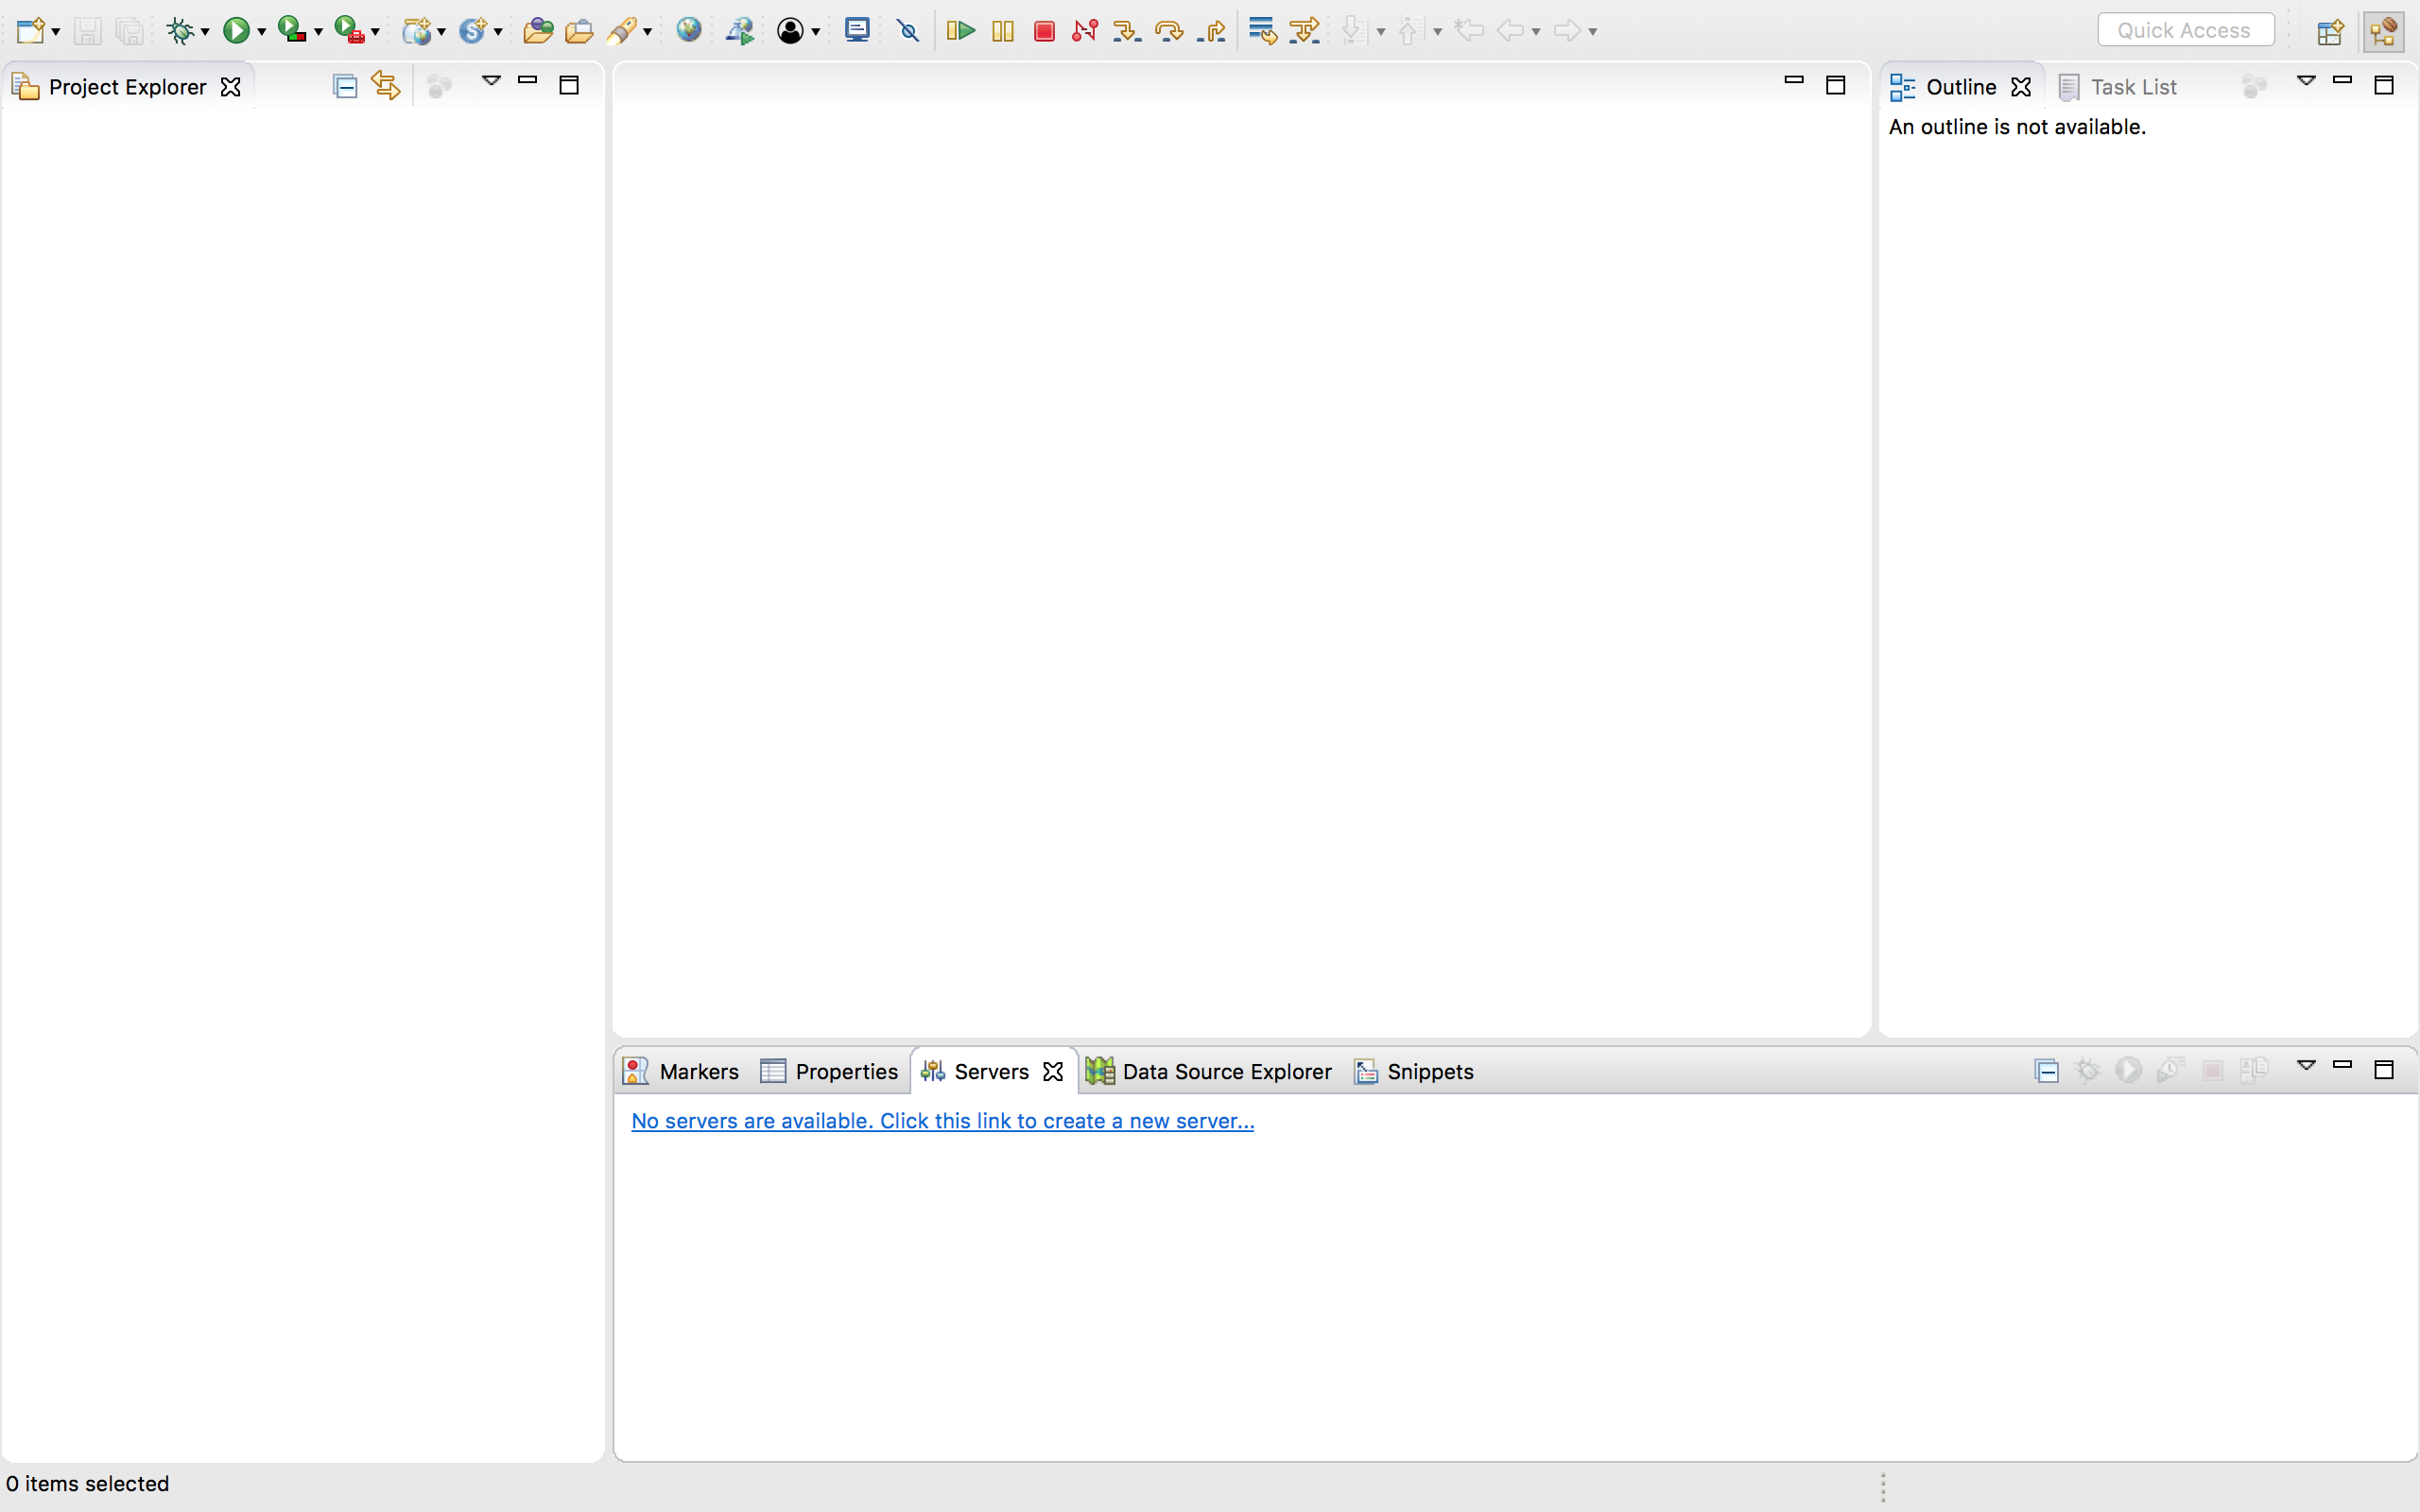 Quick Access
Project Explorer
Outline
Task List
An outline is not available.
Markers
Properties
Servers
Data Source Explorer
Snippets
No servers are available. Click this link to create a new server...
0 items selected